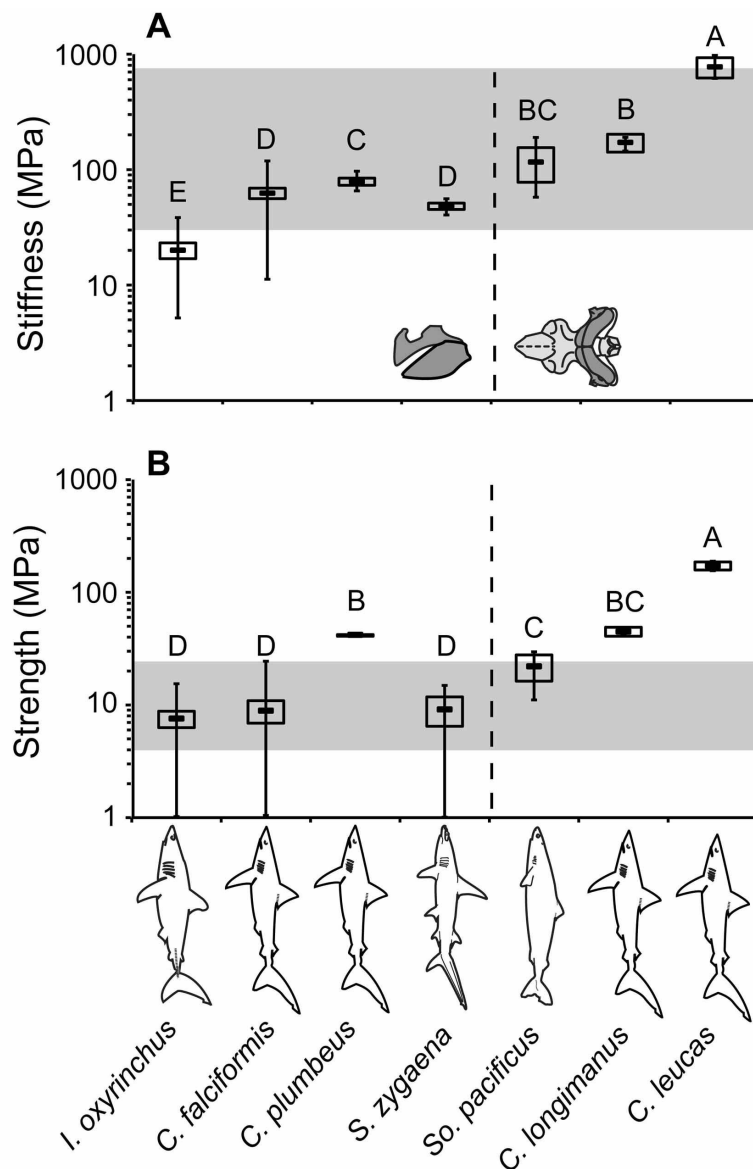 A
Stiffness (MPa)
1000
100
10
1
E
D
C
D
BC
B
A
B
Strength (MPa)
1000
100
10
1
D
D
B
D
C
BC
A
I. oxyrinchus
C. falciformis
C. plumbeus
S. zygaena
So. pacificus
C. longimanus
C. leucas